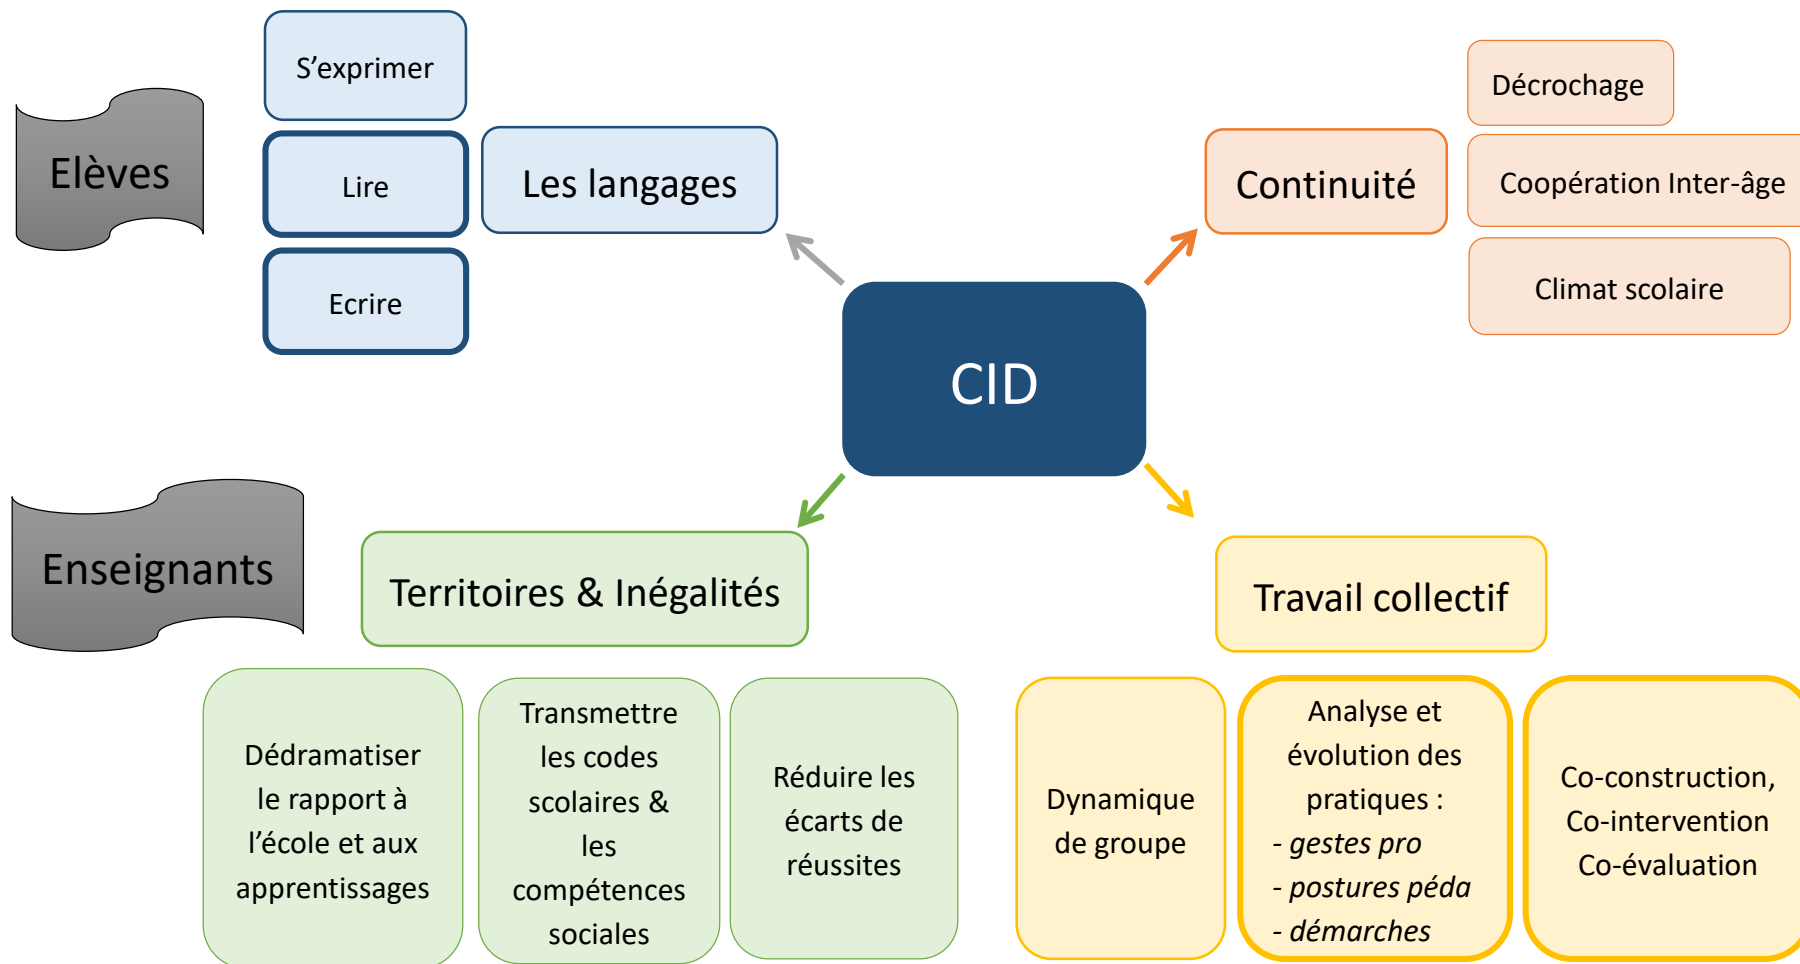 S’exprimer
Elèves
Lire
Ecrire
Les langages
Continuité
Décrochage
Coopération Inter-âge
Climat scolaire
CID
Enseignants
Territoires & Inégalités
Dédramatiser
le rapport à
l’école et aux
apprentissages
Transmettre
les codes
scolaires &
les
compétences
sociales
Réduire les
écarts de
réussites
Travail collectif
Dynamique
de groupe
Analyse et
évolution des
pratiques :
- gestes pro
- postures péda
- démarches
Co-construction,
Co-intervention
Co-évaluation